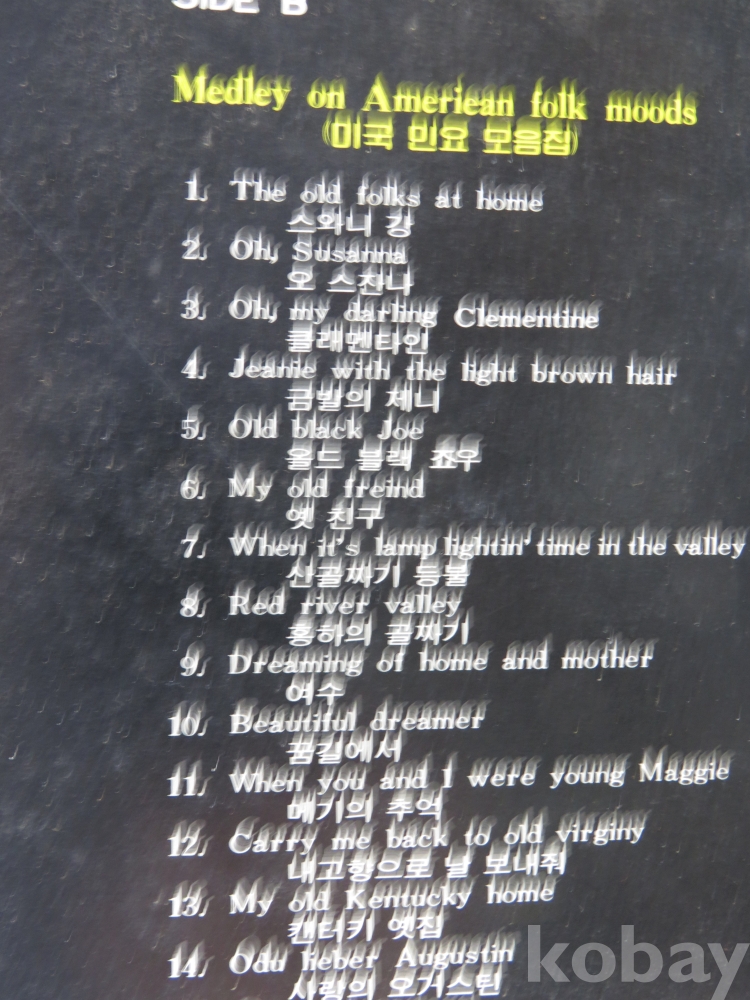 SIDE B
Medley on Ameriean folk moods
(미국 민요 모음집)
1. The old folks at home
스와니 강
2. Oh, Susanna
오 스잔나
3. Oh, my darling Clementine
클래멘타인
4. Jeanie with the light brown hair
금발의 제니
5. Old black Joe
올드 블랙 죠우
6. My old freind
옛 친구
7. When it's lamp lightin' time in the valley
산골짜기 등불
8. Red river valley
홍하의 골짜기
9. Dreaming of home and mother
여수
10. Beautiful dreamer
꿈길에서
11. When you and I were young Maggie
메기의 추억
12. Carry me back to old virginy
내고향으로 날 보내줘
13. My old Kentucky home
켄터키 옛집
14. Odu lieber Augustin
사랑의 오거스틴
kobay